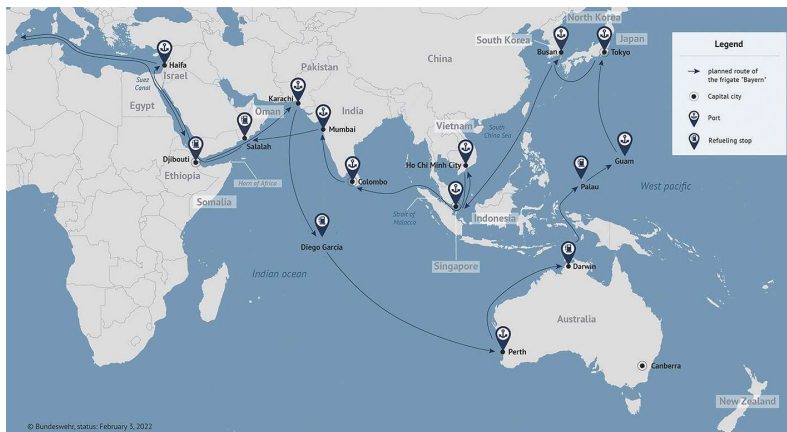 North Korea
South Korea
Japan
Busan
Tokyo
China
Haifa
Israel
Suez
Canal
Pakistan
Karachi
Egypt
Oman
India
Mumbai
Salalah
Vietnam
South
China Sea
Ho Chi Minh City
Djibouti
Ethiopia
Horn of Africa
Colombo
Somalia
Guam
Palau
West pacific
Strait of
Malacca
Indonesia
Singapore
Diego Garcia
Indian ocean
Darwin
Australia
Perth
Canberra
New Zealand
Legend
planned route of
the frigate "Bayern"
Capital city
Port
Refueling stop
© Bundeswehr, status: February 3, 2022